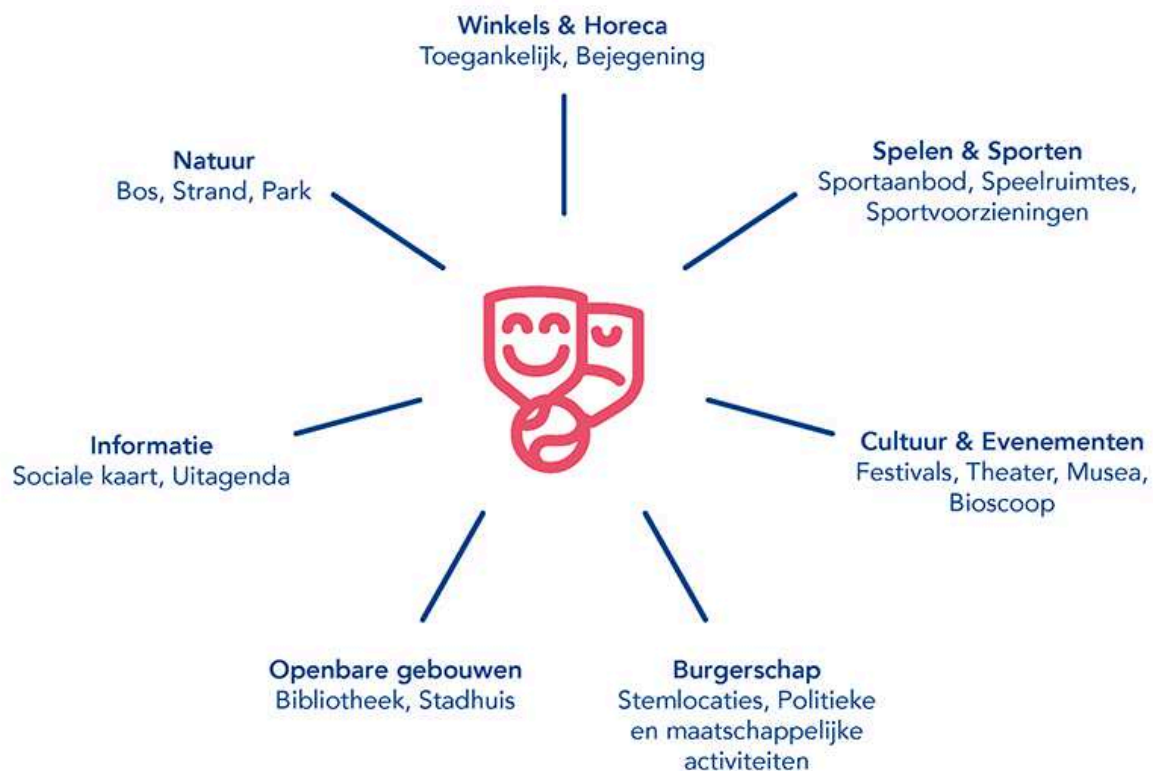 Winkels & Horeca
Toegankelijk, Bejegening
Natuur
Bos, Strand, Park
Spelen & Sporten
Sportaanbod, Speelruimtes,
Sportvoorzieningen
Informatie
Sociale kaart, Uitagenda
Cultuur & Evenementen
Festivals, Theater, Musea,
Bioscoop
Openbare gebouwen
Bibliotheek, Stadhuis
Burgerschap
Stemlocaties, Politieke
en maatschappelijke
activiteiten